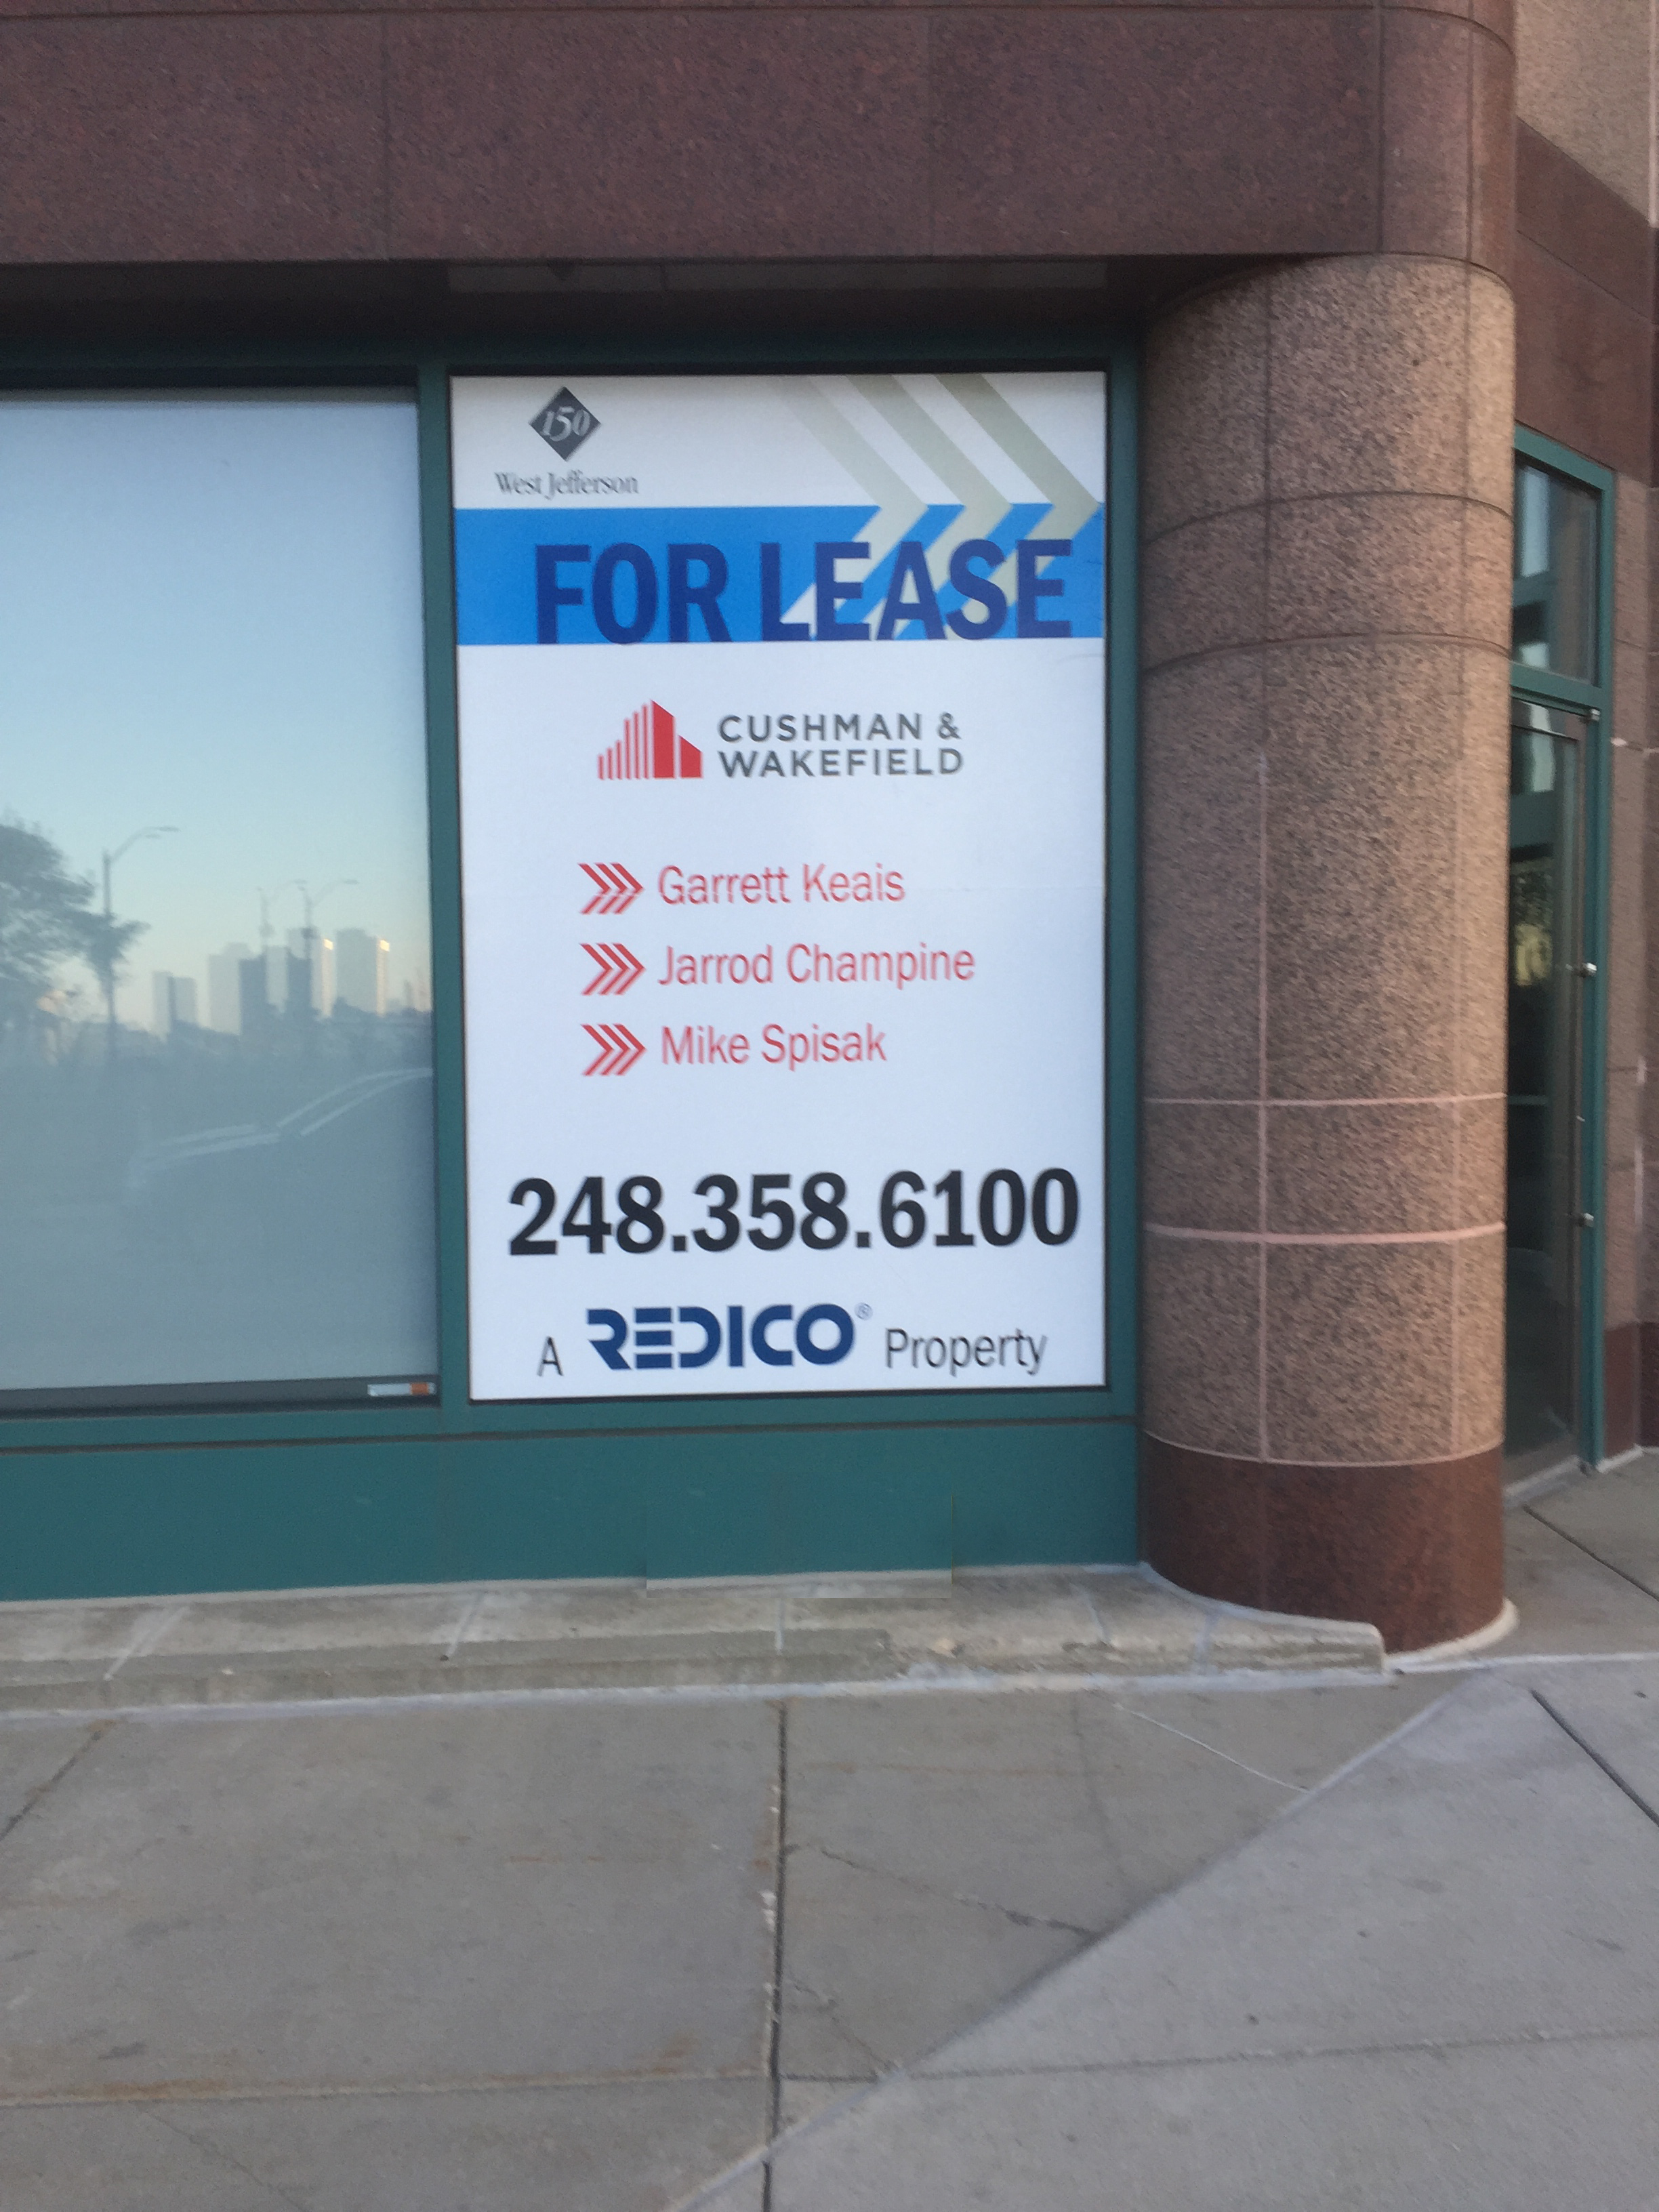 150
West Jefferson
FOR LEASE
CUSHMAN &
WAKEFIELD
Garrett Keais
Jarrod Champine
Mike Spisak
248.358.6100
A REDICO® Property